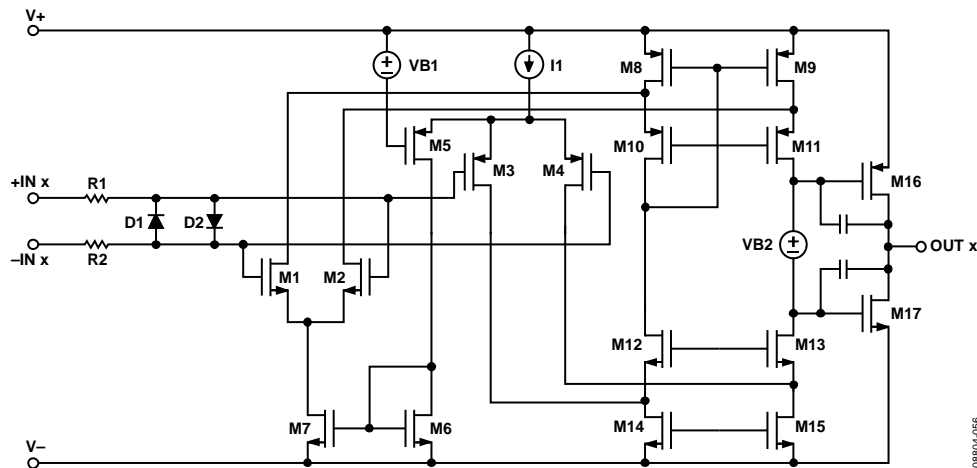 V+
M8
M9
VB1
I1
M5
M10
M11
M3
M4
M16
+IN x
R1
D1
D2
VB2
OUT x
–IN x
R2
M1
M2
M17
M12
M13
M7
M6
M14
M15
V–
08804-056